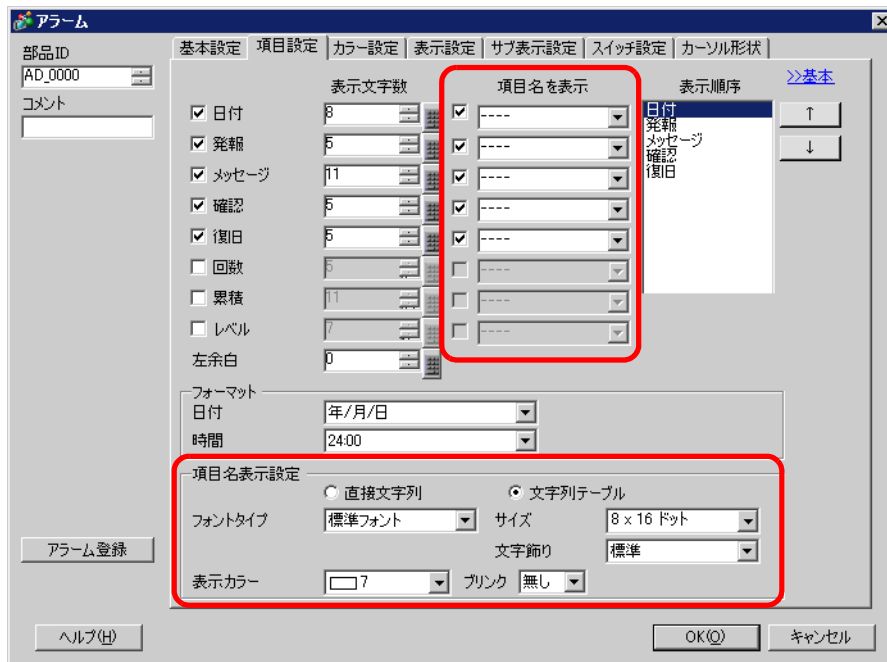 アラーム
部品ID
AD_0000
コメント
基本設定 項目設定 カラー設定 表示設定 サブ表示設定 スイッチ設定 カーソル形状
>>基本
表示文字数 項目名を表示 表示順序
日付 8 ----
発報 5 ----
メッセージ 11 ----
確認 5 ----
復旧 5 ----
回数 5 ----
累積 11 ----
レベル 7 ----
左余白 0
日付
発報
メッセージ
確認
復旧
↑
↓
フォーマット
日付 年/月/日
時間 24:00
項目名表示設定
直接文字列 文字列テーブル
フォントタイプ 標準フォント サイズ 8 x 16 ドット
文字飾り 標準
表示カラー 7 ブリンク 無し
アラーム登録
ヘルプ(H) OK(O) キャンセル